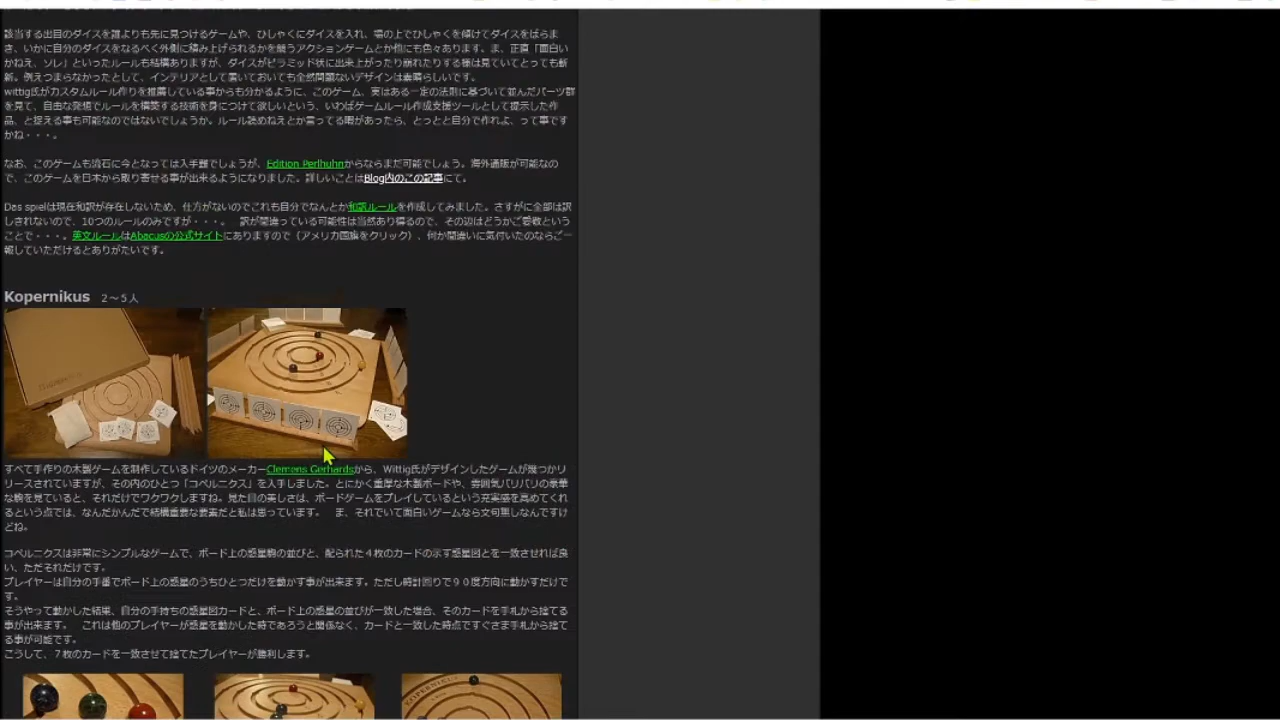 該当する出目のダイスを誰よりも先に見つけるゲームや、ひしゃくにダイスを入れ、場の上でひしゃくを傾けてダイスをばらま
き、いかに自分のダイスをなるべく外側に積み上げられるかを競うアクションゲームとか他にも色々あります。ま、正直「面白い
かねえ、ソレ」といったルールも結構ありますが、ダイスがピラミッド状に出来上がったり崩れたりする様は見ていてとっても斬
新。例えつまらなかったとして、インテリアとして置いておいても全然問題ないデザインは素晴らしいです。
wittig氏がカスタムルール作りを推薦している事からも分かるように、このゲーム、実はある一定の法則に基づいて並んだパーツ群
を見て、自由な発想でルールを構築する技術を身につけて欲しいという、いわばゲームルール作成支援ツールとして提示した作
品、と捉える事も可能なのではないでしょうか。ルール読めねえとか言ってる暇があったら、とっとと自分で作れよ、って事です
かね・・・。
なお、このゲームも流石に今となっては入手難でしょうが、Edition Perlhuhnからならまだ可能でしょう。海外通販が可能なの
で、このゲームを日本から取り寄せる事が出来るようになりました。詳しいことはBlog内のこの記事にて。
Das spielは現在和訳が存在しないため、仕方がないのでこれも自分でなんとか和訳ルールを作成してみました。さすがに全部は訳
しきれないので、10つのルールのみですが・・・。 訳が間違っている可能性は当然あり得るので、その辺はどうかご容赦という
ことで・・・。英文ルールはAbacusの公式サイトにありますので（アメリカ国旗をクリック）、何か間違いに気付いたのならご一
報していただけるとありがたいです。
Kopernikus 2～5人
すべて手作りの木製ゲームを制作しているドイツのメーカーClemens Gerhardsから、Wittig氏がデザインしたゲームが幾つかリ
リースされていますが、その内のひとつ「コペルニクス」を入手しました。とにかく重厚な木製ボードや、雰囲気バリバリの豪華
な駒を見ていると、それだけでワクワクしますね。見た目の美しさは、ボードゲームをプレイしているという充実感を高めてくれ
るという点では、なんだかんだで結構重要な要素だと私は思っています。 ま、それでいて面白いゲームなら文句無しなんですけ
どね。
コペルニクスは非常にシンプルなゲームで、ボード上の惑星駒の並びと、配られた４枚のカードの示す惑星図とを一致させれば良
い、ただそれだけです。
プレイヤーは自分の手番でボード上の惑星のうちひとつだけを動かす事が出来ます。ただし時計回りで９０度方向に動かすだけで
す。
そうやって動かした結果、自分の手持ちの惑星図カードと、ボード上の惑星の並びが一致した場合、そのカードを手札から捨てる
事が出来ます。 これは他のプレイヤーが惑星を動かした時であろうと関係なく、カードと一致した時点ですぐさま手札から捨て
る事が可能です。
こうして、７枚のカードを一致させて捨てたプレイヤーが勝利します。
KOPERNIKUS